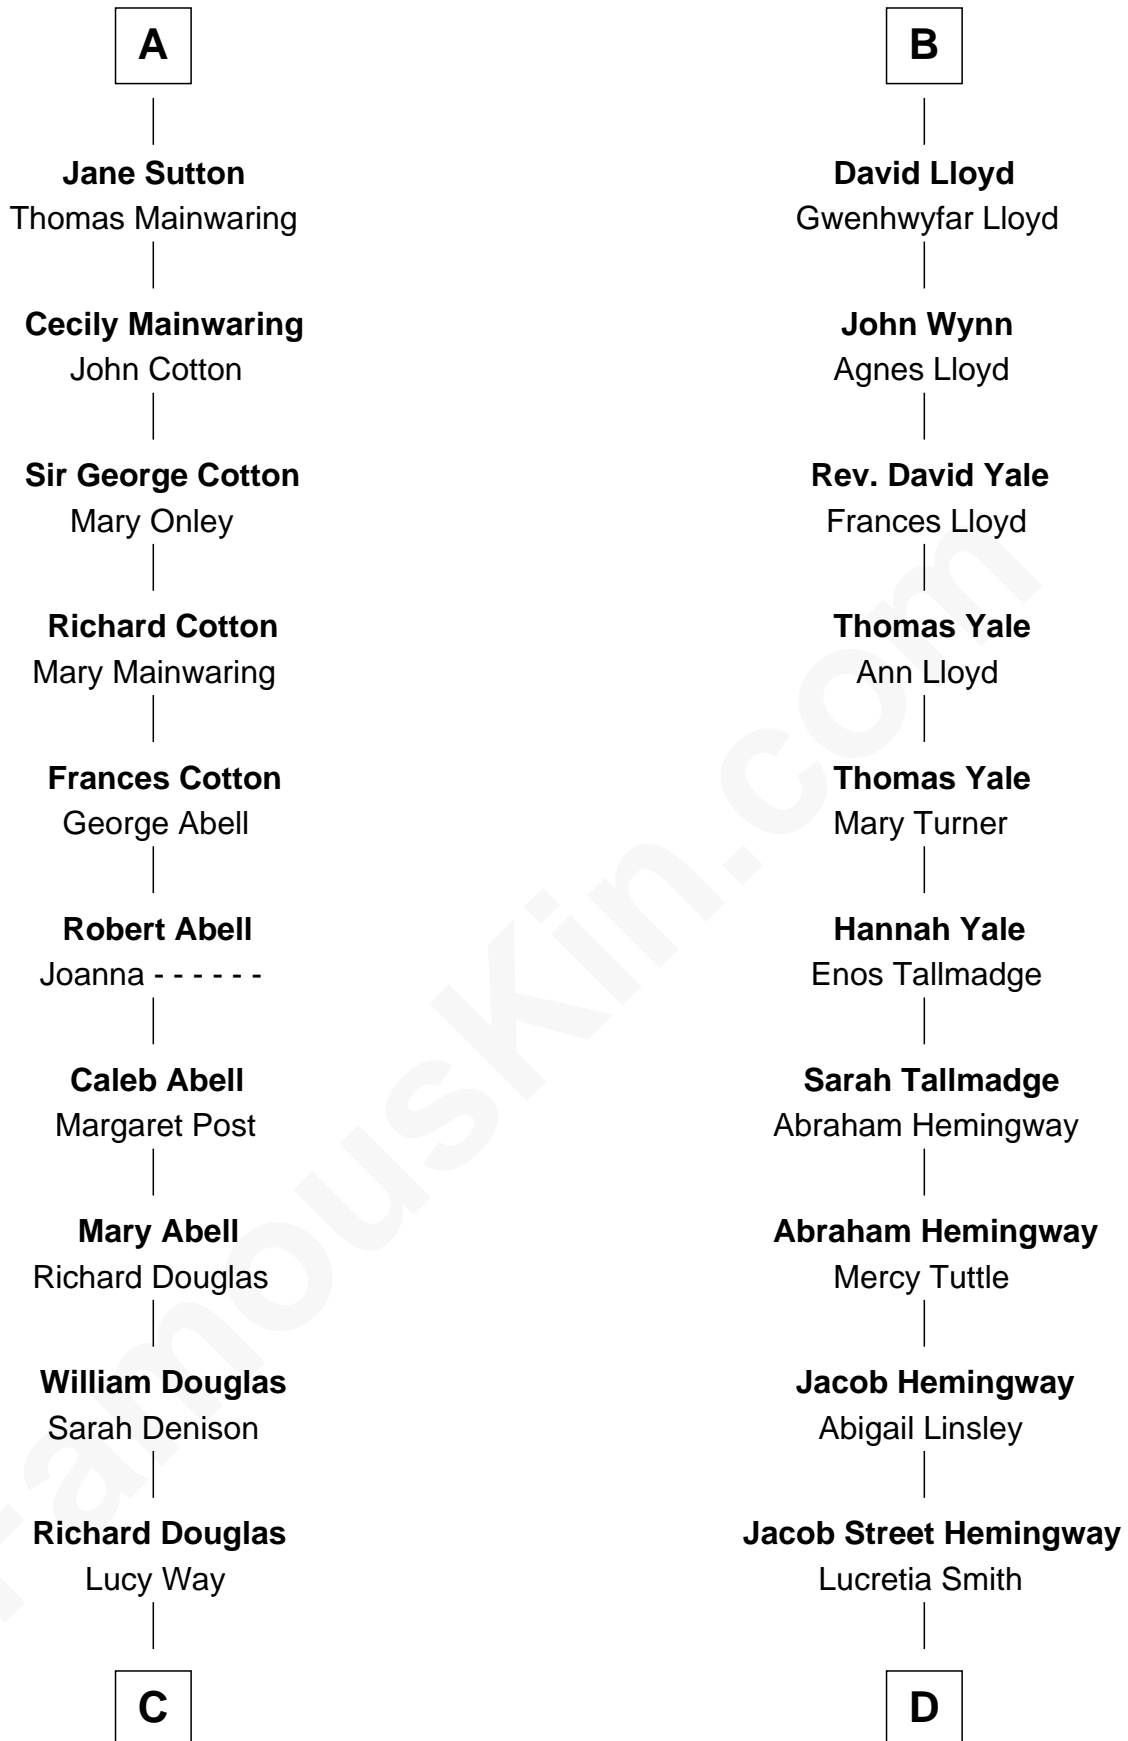 A
Jane Sutton
Thomas Mainwaring
Cecily Mainwaring
John Cotton
Sir George Cotton
Mary Onley
Richard Cotton
Mary Mainwaring
Frances Cotton
George Abell
Robert Abell
Joanna - - - - - -
Caleb Abell
Margaret Post
Mary Abell
Richard Douglas
William Douglas
Sarah Denison
Richard Douglas
Lucy Way
C
B
David Lloyd
Gwenhwyfar Lloyd
John Wynn
Agnes Lloyd
Rev. David Yale
Frances Lloyd
Thomas Yale
Ann Lloyd
Thomas Yale
Mary Turner
Hannah Yale
Enos Tallmadge
Sarah Tallmadge
Abraham Hemingway
Abraham Hemingway
Mercy Tuttle
Jacob Hemingway
Abigail Linsley
Jacob Street Hemingway
Lucretia Smith
D
FamousKin.com